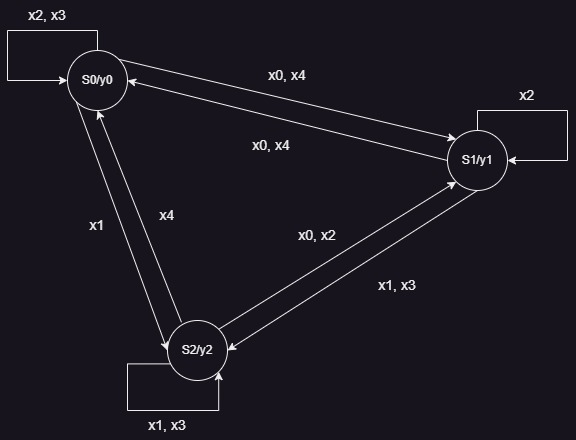 x2, x3
S0/y0
x0, x4
x2
x0, x4
S1/y1
x4
x1
x0, x2
x1, x3
S2/y2
x1, x3